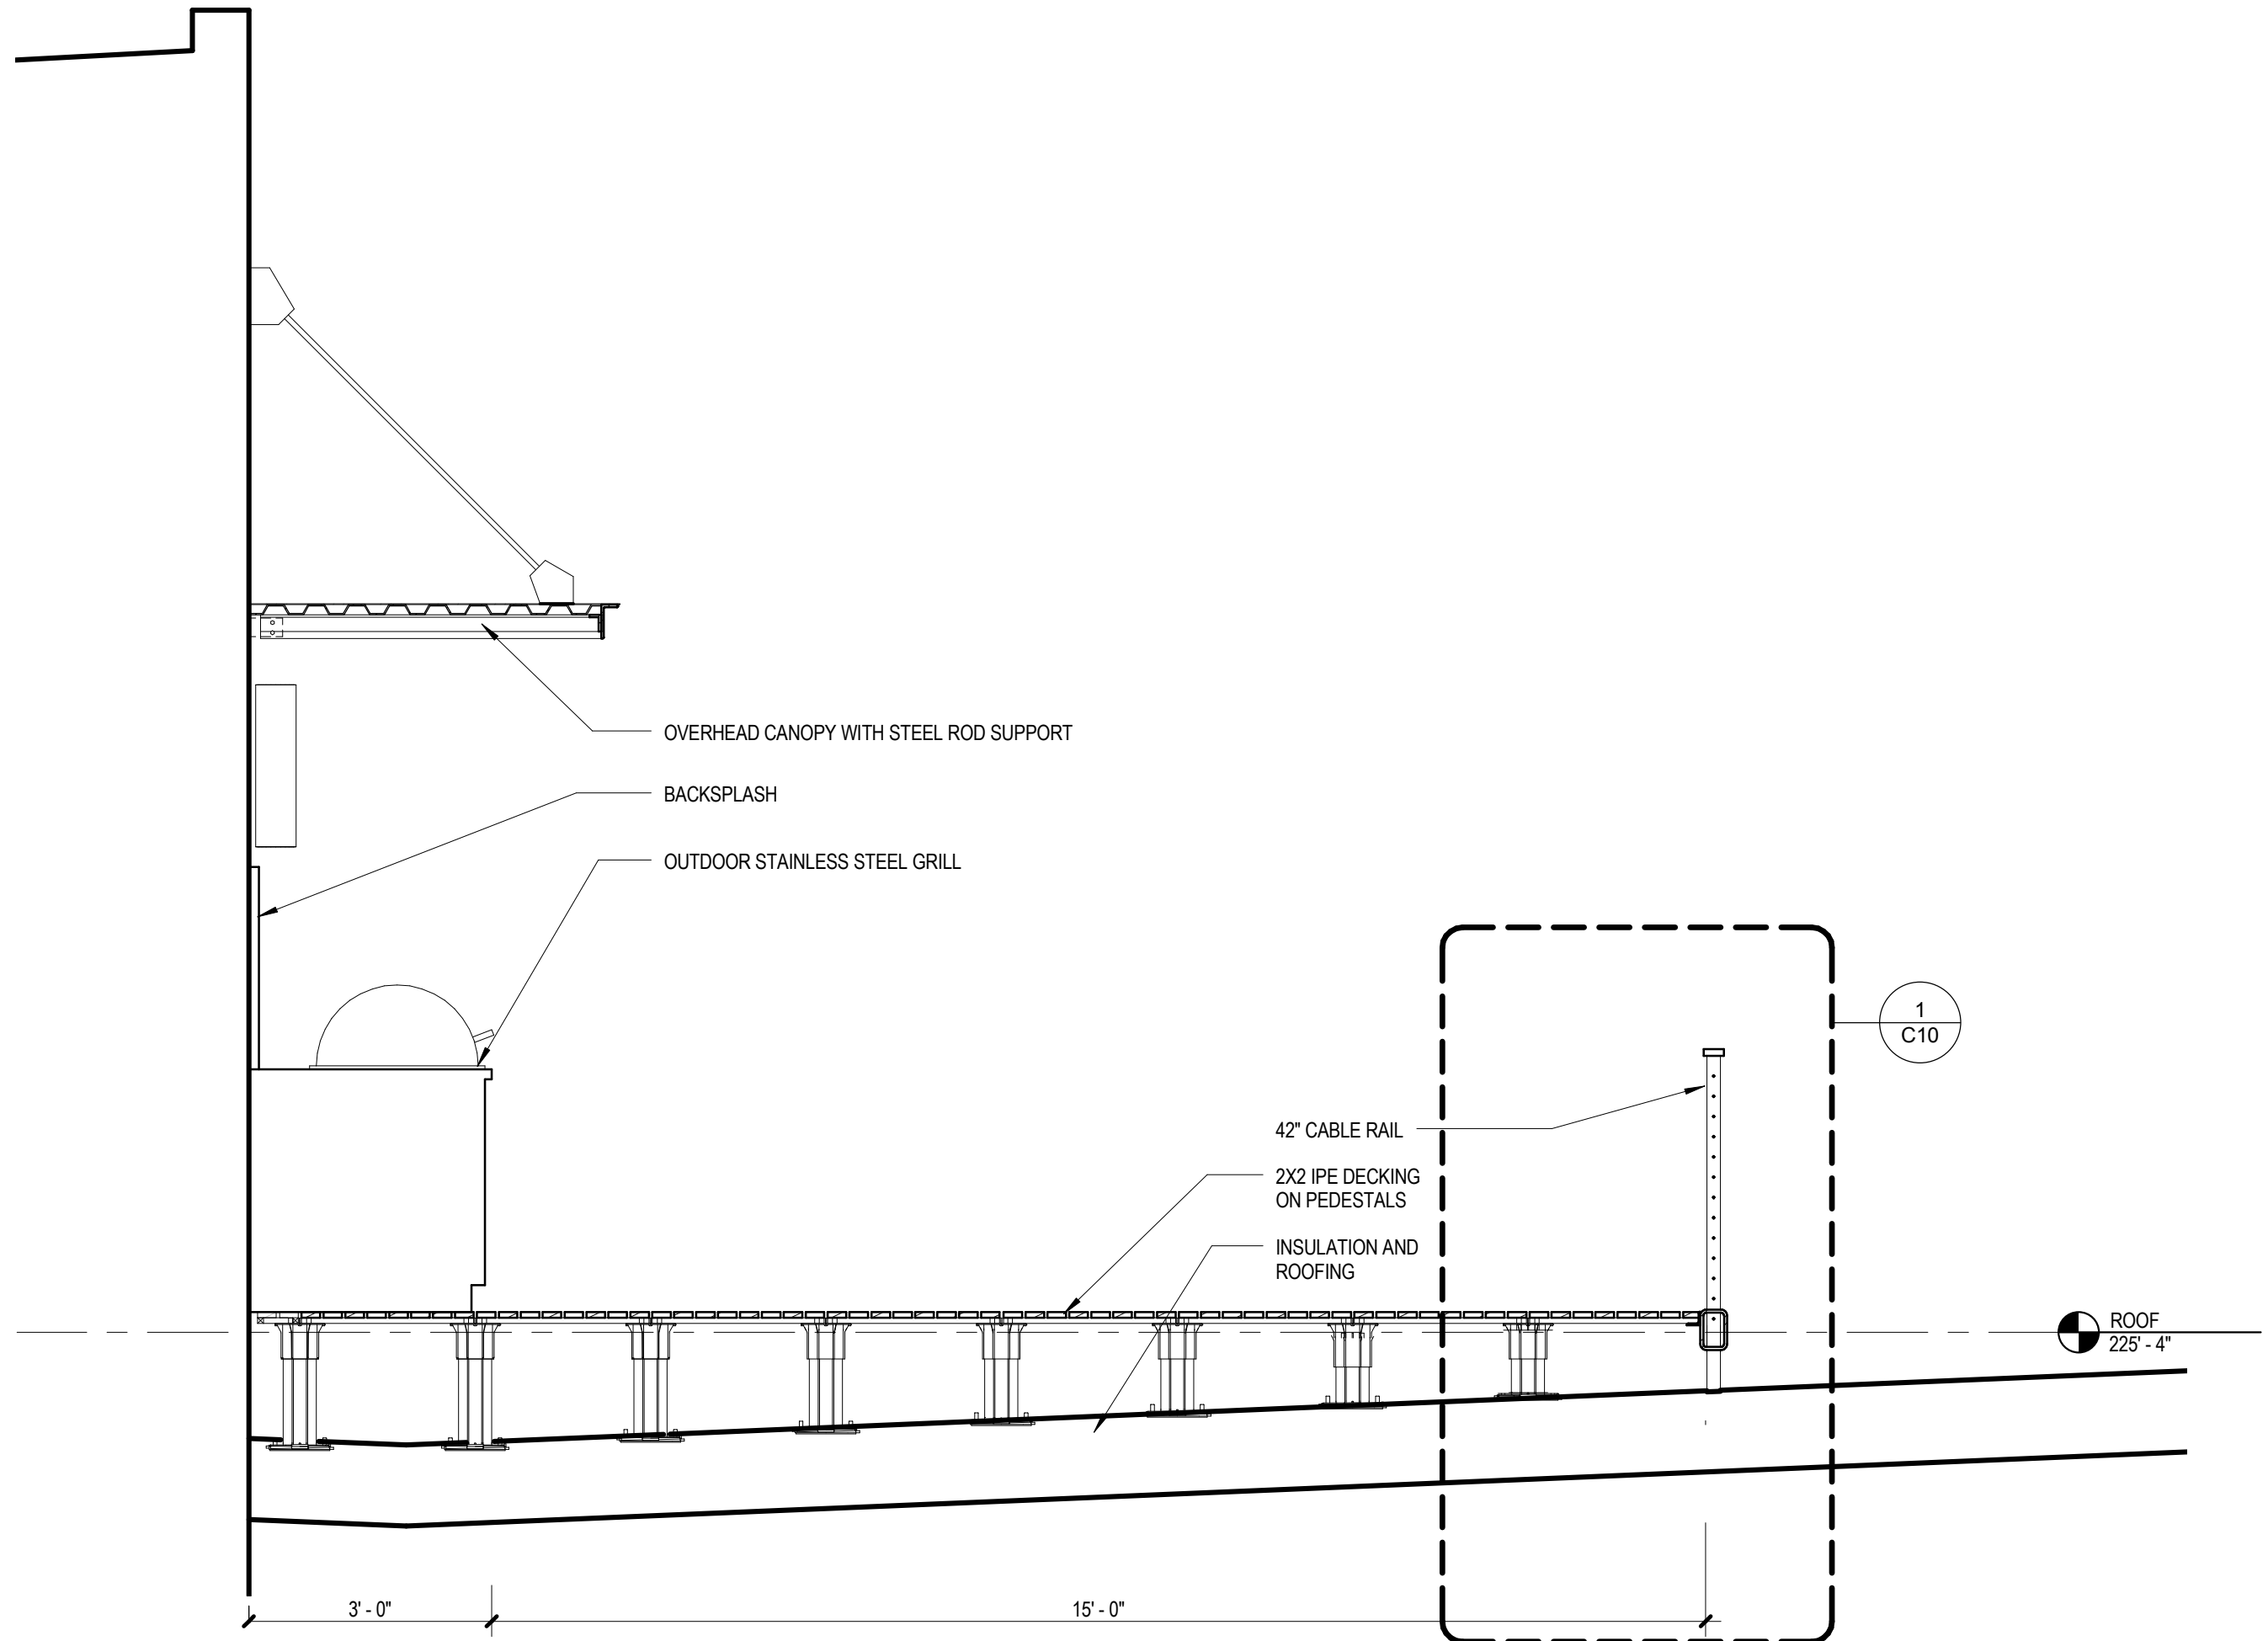 OVERHEAD CANOPY WITH STEEL ROD SUPPORT
BACKSPLASH
OUTDOOR STAINLESS STEEL GRILL
1
C10
42" CABLE RAIL
2X2 IPE DECKING
ON PEDESTALS
INSULATION AND
ROOFING
ROOF
225' - 4"
3' - 0"
15' - 0"